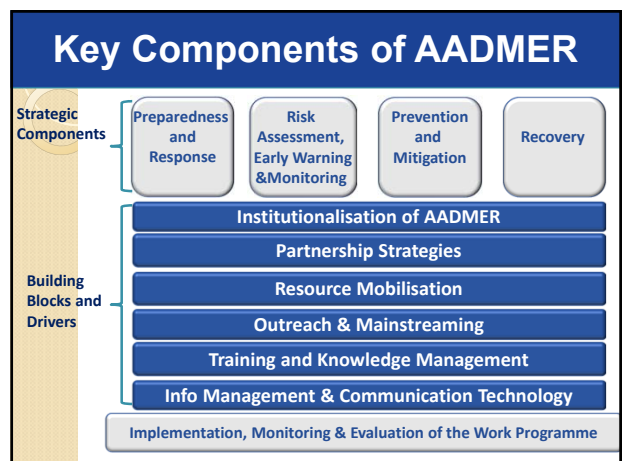 Key Components of AADMER
Strategic
Components
Preparedness
and
Response
Risk
Assessment,
Early Warning
&Monitoring
Prevention
and
Mitigation
Recovery
Building
Blocks and
Drivers
Institutionalisation of AADMER
Partnership Strategies
Resource Mobilisation
Outreach & Mainstreaming
Training and Knowledge Management
Info Management & Communication Technology
Implementation, Monitoring & Evaluation of the Work Programme